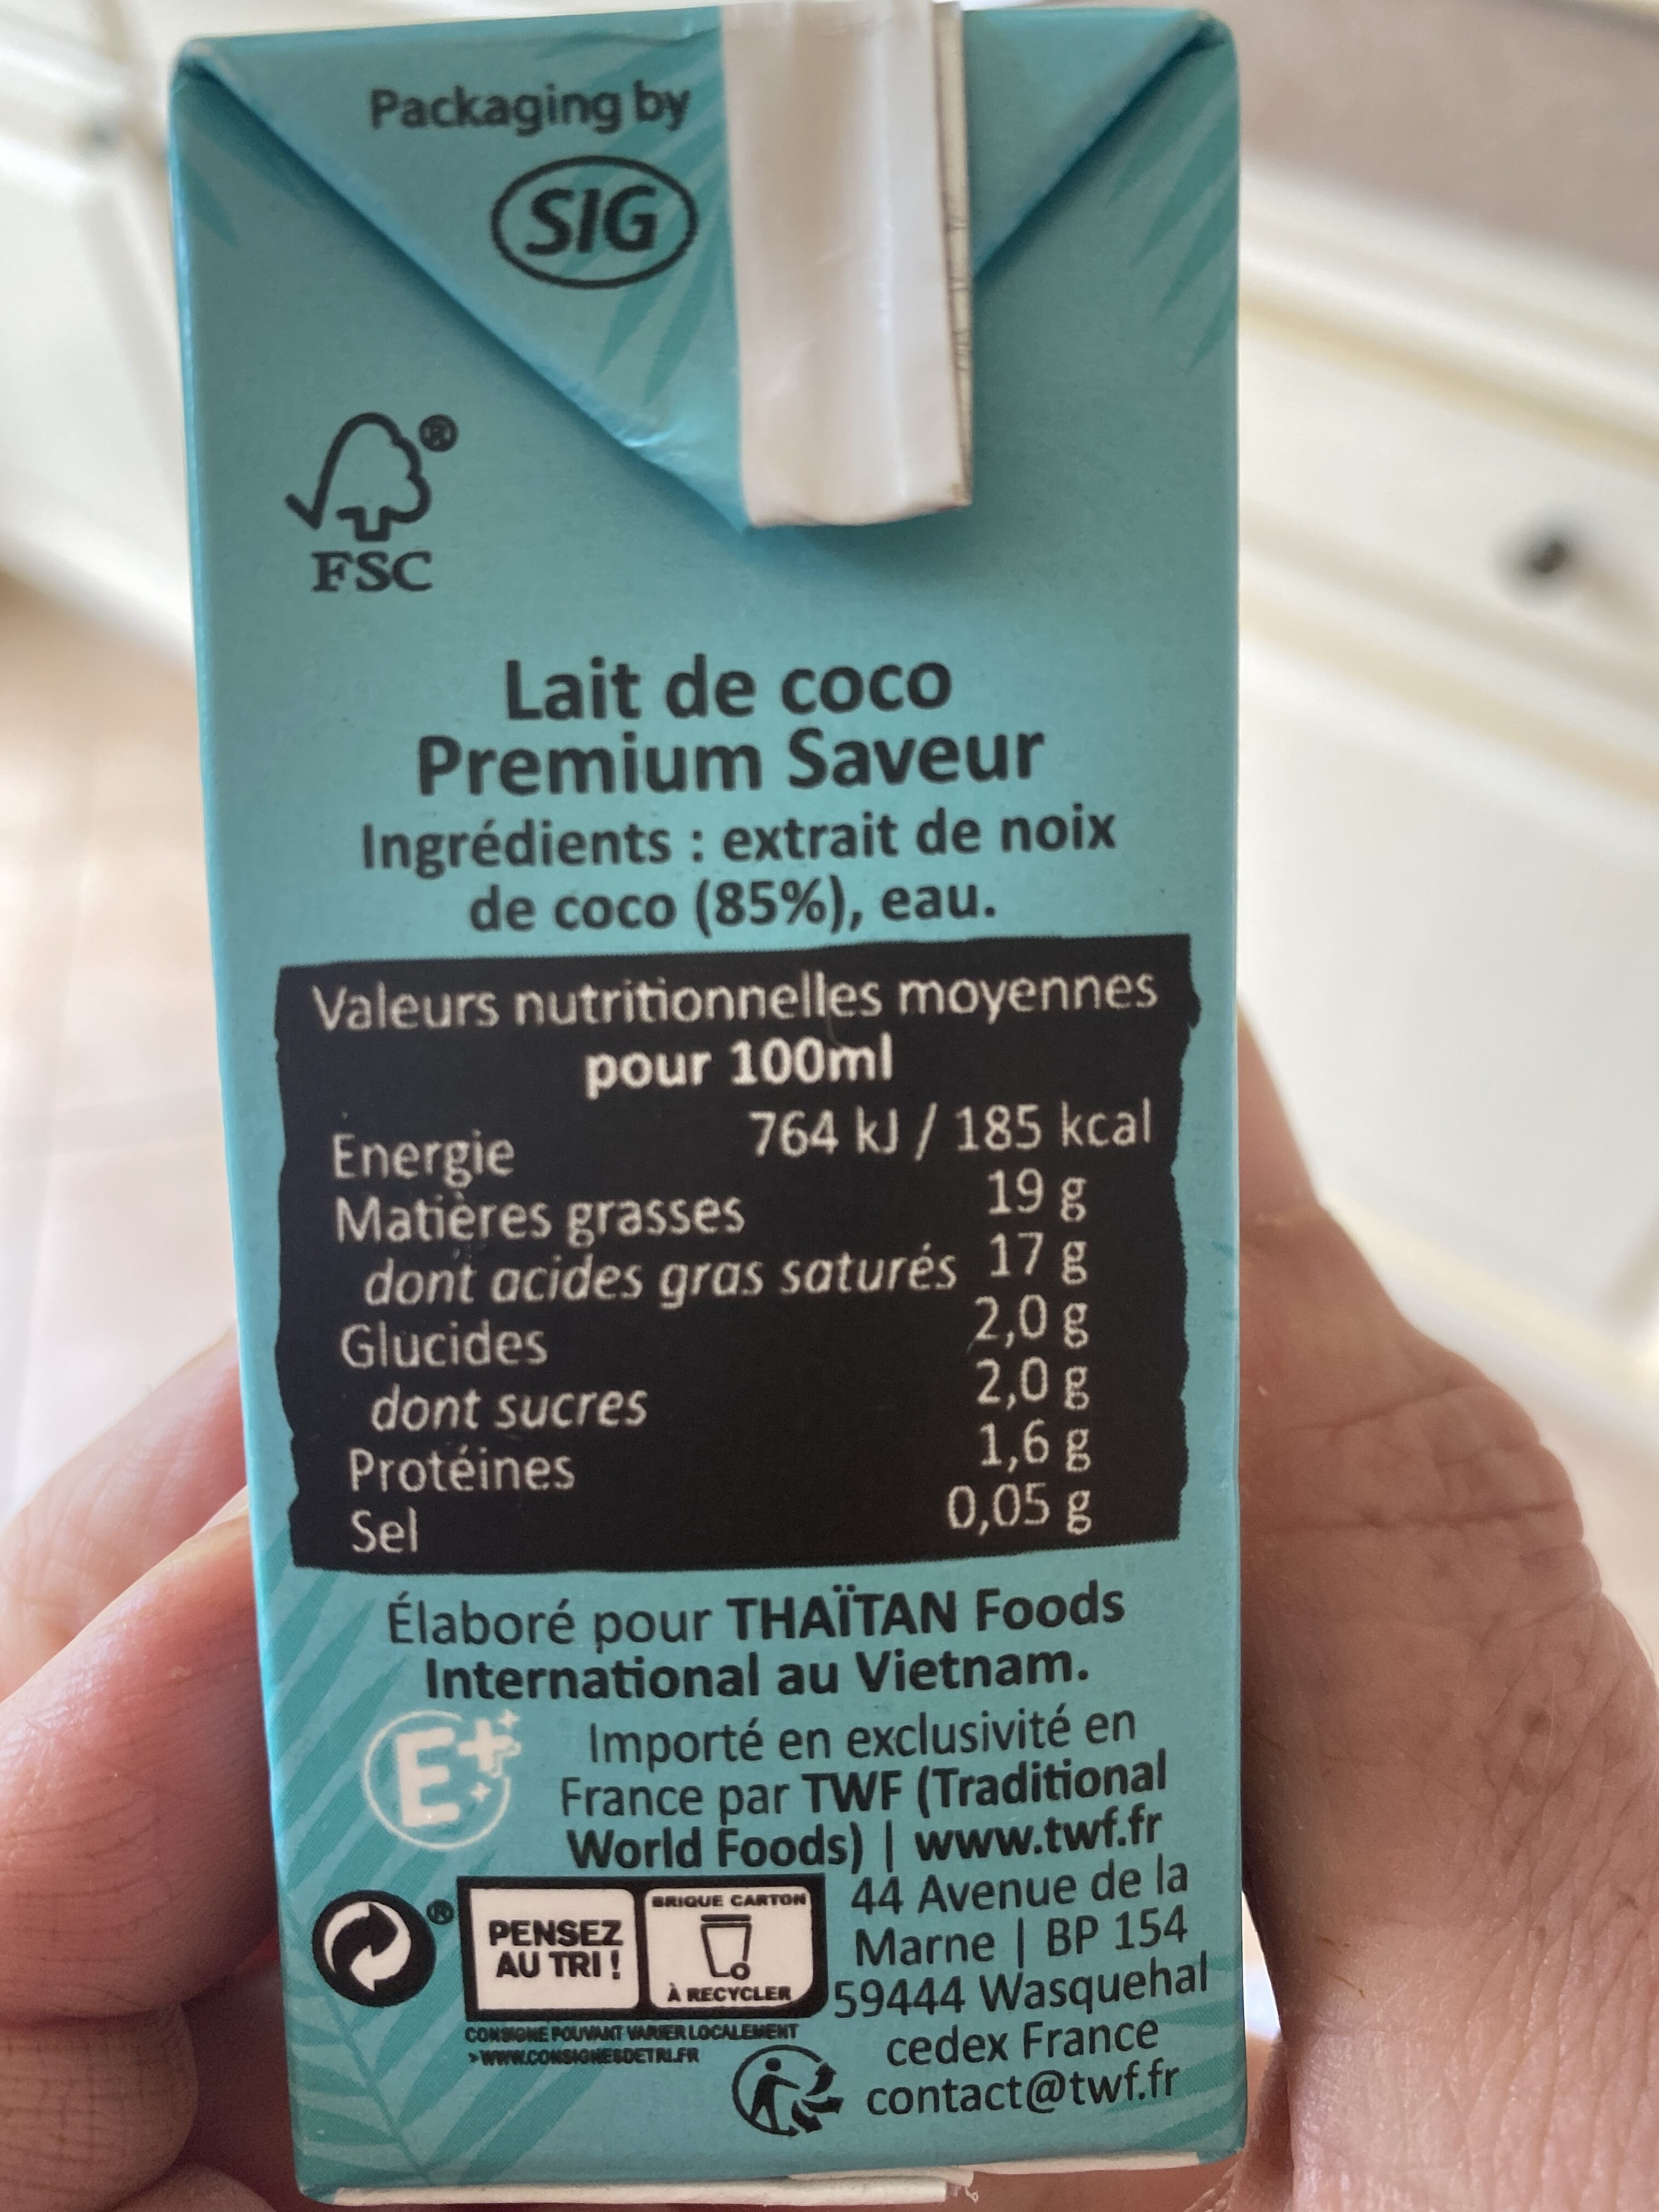 Packaging by
SIG
®
FSC
Lait de coco
Premium Saveur
Ingrédients : extrait de noix
de coco (85%), eau.
Valeurs nutritionnelles moyennes
pour 100ml
Énergie 764 kJ / 185 kcal
Matières grasses 19 g
dont acides gras saturés 17 g
Glucides 2,0 g
dont sucres 2,0 g
Protéines 1,6 g
Sel 0,05 g
Élaboré pour THAÏTAN Foods
International au Vietnam.
E+
Importé en exclusivité en
France par TWF (Traditional
World Foods) | www.twf.fr
44 Avenue de la
Marne | BP 154
59444 Wasquehal
cedex France
contact@twf.fr
®
PENSEZ
AU TRI !
BRIQUE CARTON
À RECYCLER
CONSIGNE POUVANT VARIER LOCALEMENT
>WWW.CONSIGNESDETRI.FR